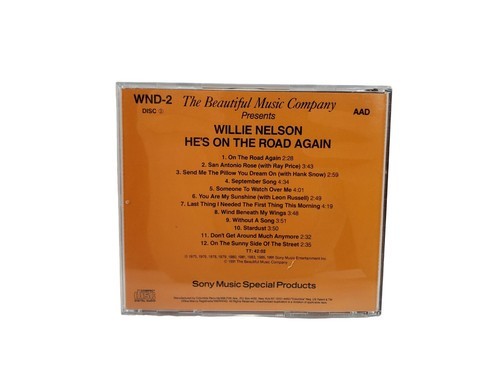 WND-2 The Beautiful Music Company
DISC ② Presents AAD
WILLIE NELSON
HE'S ON THE ROAD AGAIN
1. On The Road Again 2:28
2. San Antonio Rose (with Ray Price) 3:43
3. Send Me The Pillow You Dream On (with Hank Snow) 2:59
4. September Song 4:34
5. Someone To Watch Over Me 4:01
6. You Are My Sunshine (with Leon Russell) 2:49
7. Last Thing I Needed The First Thing This Morning 4:19
8. Wind Beneath My Wings 3:48
9. Without A Song 3:51
10. Stardust 3:50
11. Don't Get Around Much Anymore 2:32
12. On The Sunny Side Of The Street 2:36
Sony Music Special Products